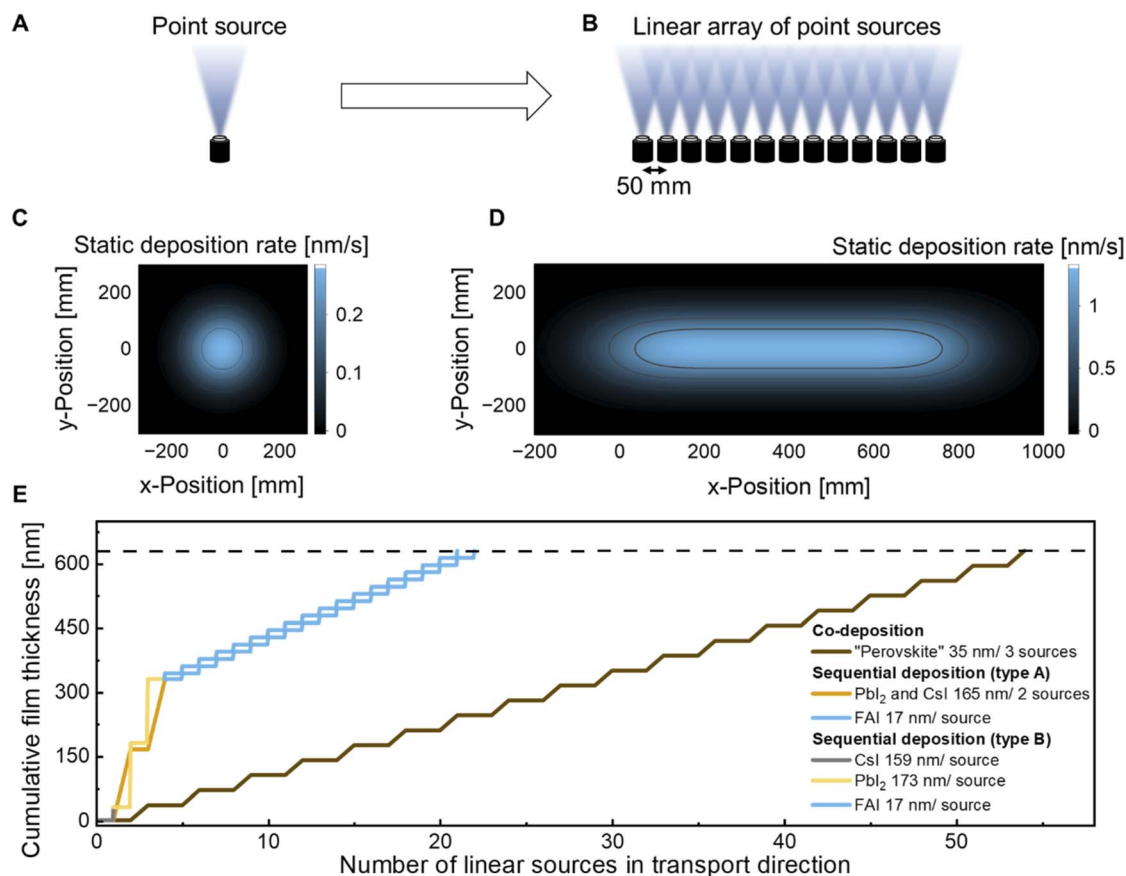 A
Point source
B
Linear array of point sources
50 mm
C
Static deposition rate [nm/s]
y-Position [mm]
200
0
−200
0.2
0.1
0
−200 0 200
x-Position [mm]
D
Static deposition rate [nm/s]
y-Position [mm]
200
0
−200
1
0.5
0
−200 0 200 400 600 800 1000
x-Position [mm]
E
Cumulative film thickness [nm]
600
450
300
150
0
0 10 20 30 40 50
Number of linear sources in transport direction
Co-deposition
"Perovskite" 35 nm/ 3 sources
Sequential deposition (type A)
PbI₂ and CsI 165 nm/ 2 sources
FAI 17 nm/ source
Sequential deposition (type B)
CsI 159 nm/ source
PbI₂ 173 nm/ source
FAI 17 nm/ source